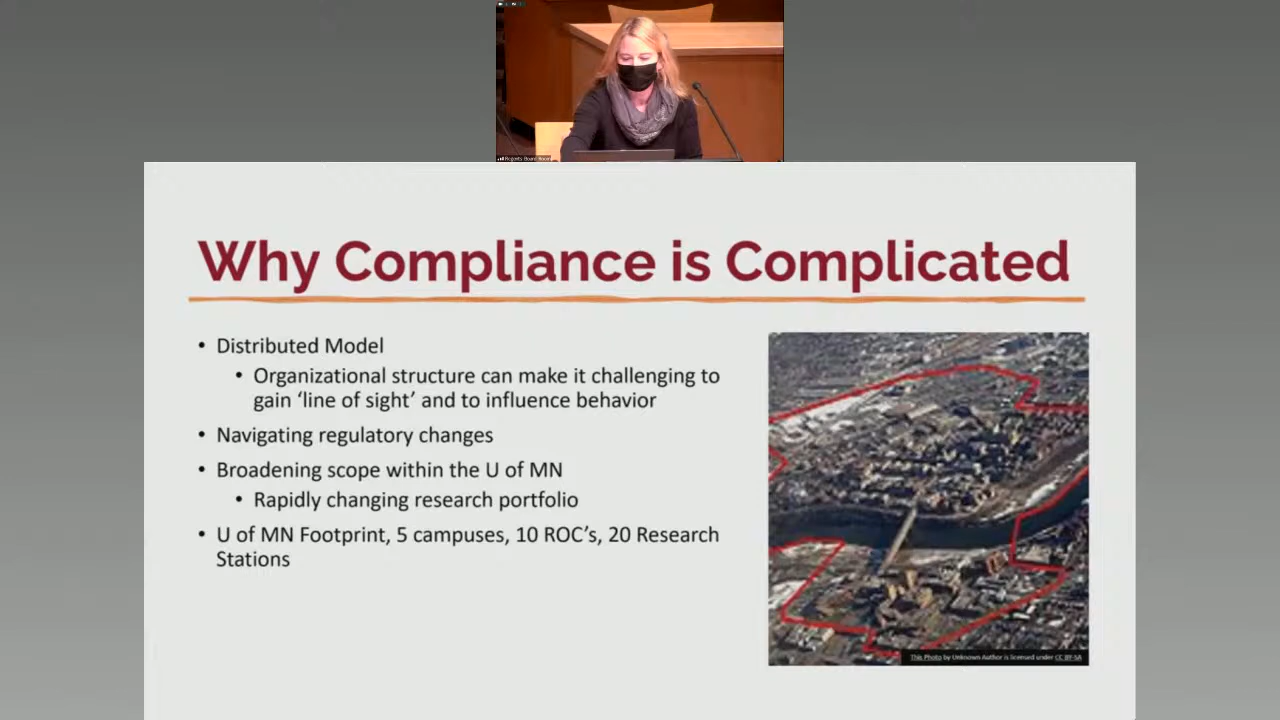 Why Compliance is Complicated
• Distributed Model
• Organizational structure can make it challenging to
gain ‘line of sight’ and to influence behavior
• Navigating regulatory changes
• Broadening scope within the U of MN
• Rapidly changing research portfolio
• U of MN Footprint, 5 campuses, 10 ROC’s, 20 Research
Stations
This Photo by Unknown Author is licensed under CC BY-SA